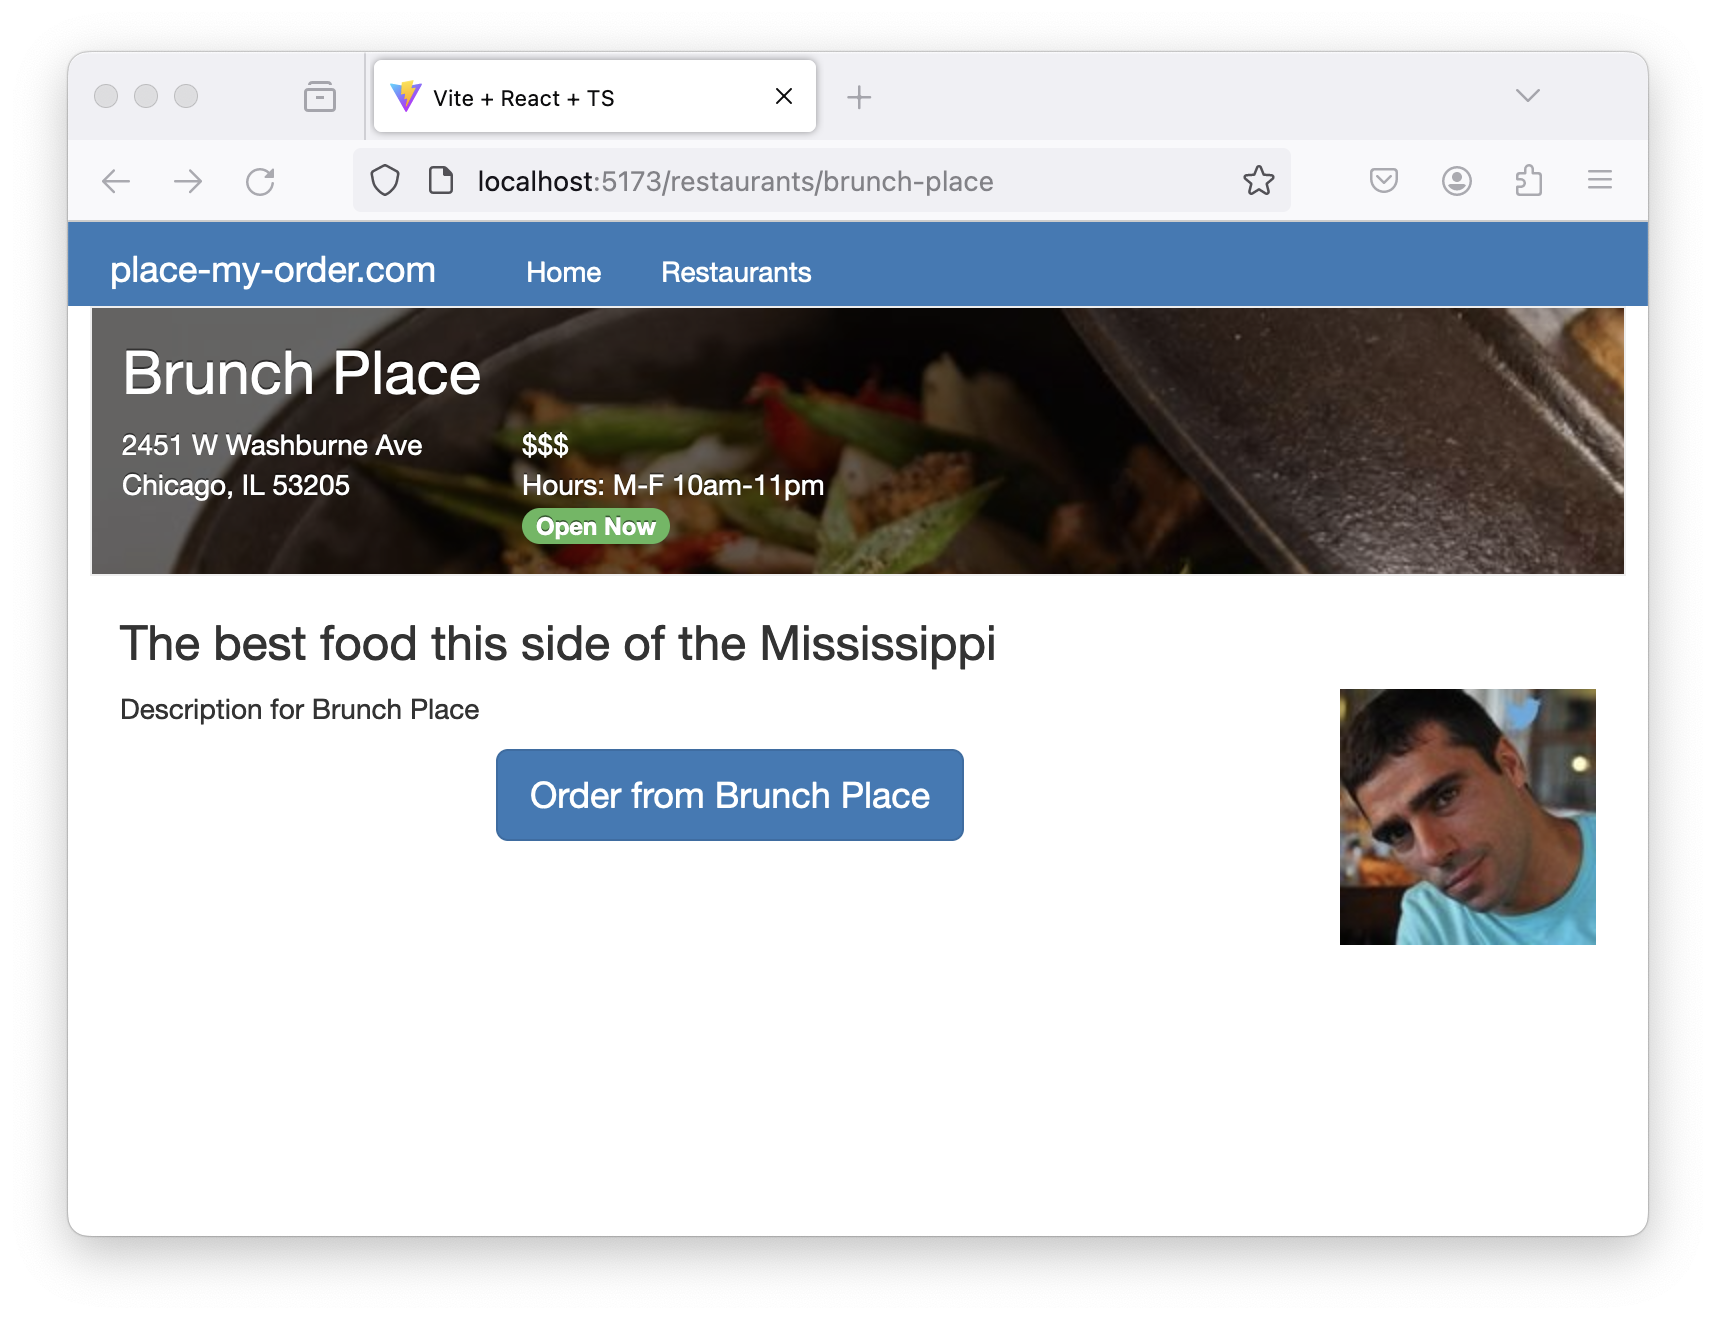 Vite + React + TS
localhost:5173/restaurants/brunch-place
place-my-order.com Home Restaurants
Brunch Place
2451 W Washburne Ave
Chicago, IL 53205
$$$
Hours: M-F 10am-11pm
Open Now
The best food this side of the Mississippi
Description for Brunch Place
Order from Brunch Place